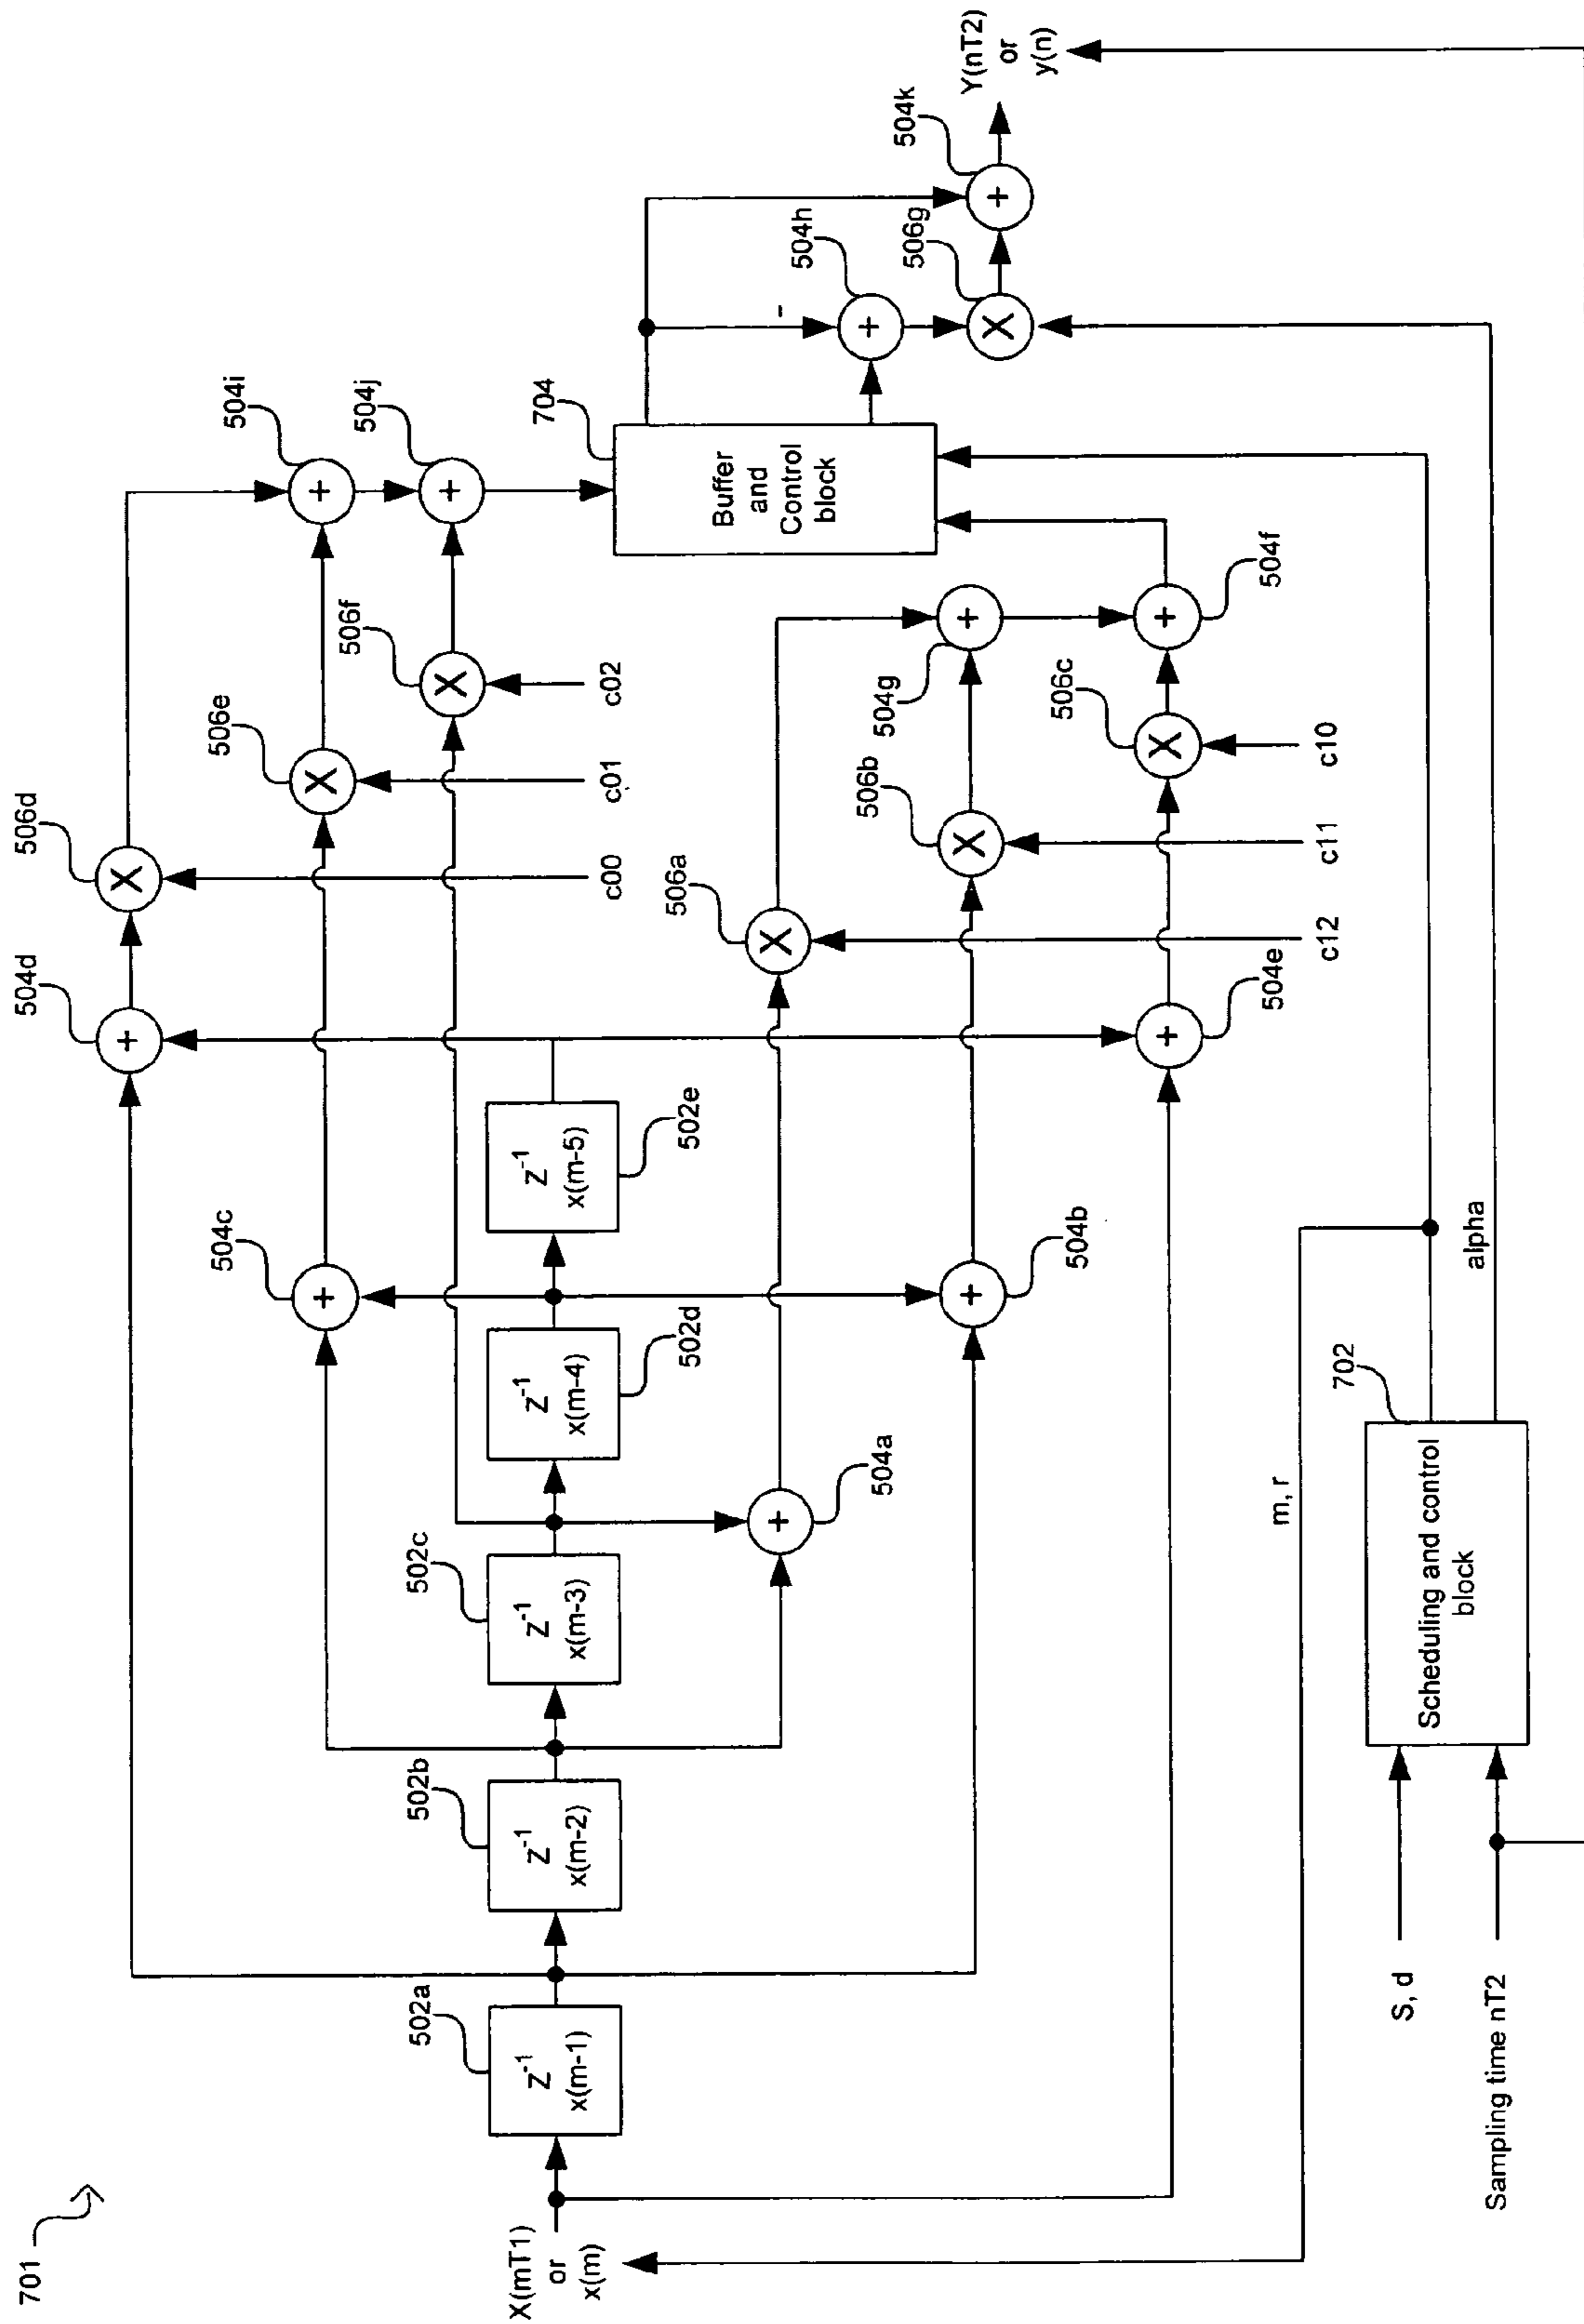 701
X(mT1)
or
x(m)
502a
z-1
x(m-1)
502b
z-1
x(m-2)
502c
z-1
x(m-3)
502d
z-1
x(m-4)
502e
z-1
x(m-5)
504a
504b
504c
504d
504e
506a
506b
506c
506d
506e
506f
c00
c01
c02
c12
c11
c10
504g
504f
504i
504j
704
Buffer
and
Control
block
-
504h
506g
504k
Y(nT2)
or
y(n)
S, d
Sampling time nT2
702
Scheduling and control
block
m, r
alpha
+
+
+
+
+
+
+
+
+
+
+
X
X
X
X
X
X
X